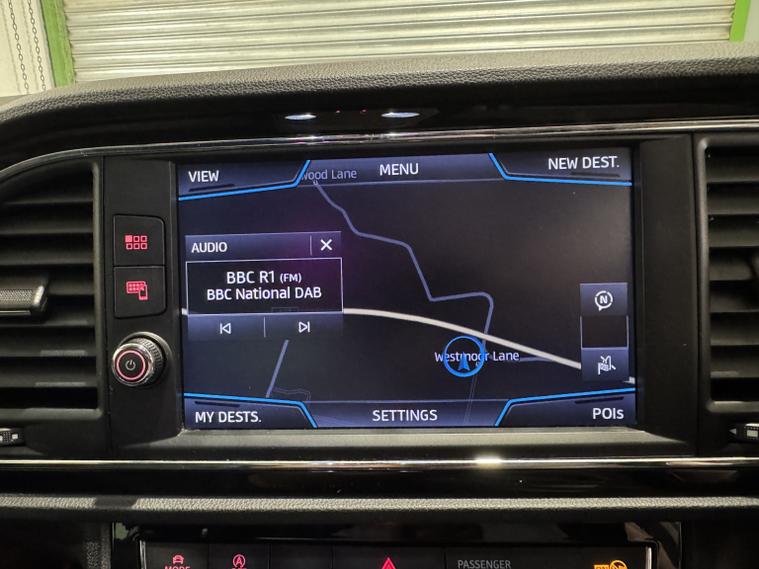 VIEW
Wood Lane
MENU
NEW DEST.
AUDIO
BBC R1 (FM)
BBC National DAB
N
Westmoor Lane
MY DESTS.
SETTINGS
POIs
MODE
PASSENGER